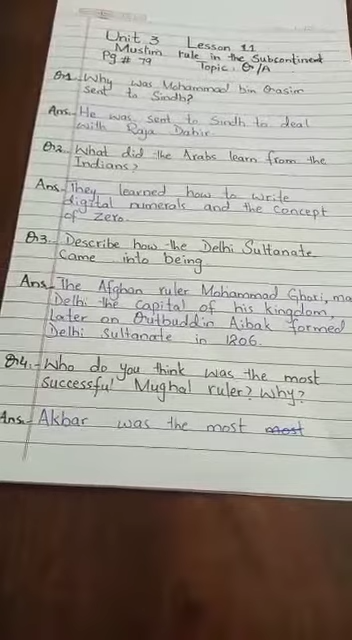 Unit 3 Lesson 11
Muslim rule in the Subcontinent
Pg # 79 Topic: Q/A
Q1. Why was Mohammad bin Qasim
sent to Sindh?
Ans:- He was sent to Sindh to deal
with Raja Dahir.
Q2. What did the Arabs learn from the
Indians?
Ans:- They learned how to write
digital numerals and the concept
of zero.
Q3:- Describe how the Delhi Sultanate
came into being.
Ans:- The Afghan ruler Mohammad Ghori, ma
Delhi the capital of his kingdom,
Later on Qutbuddin Aibak formed
Delhi Sultanate in 1206.
Q4:- Who do you think was the most
successful Mughal ruler? Why?
Ans:- Akbar was the most most